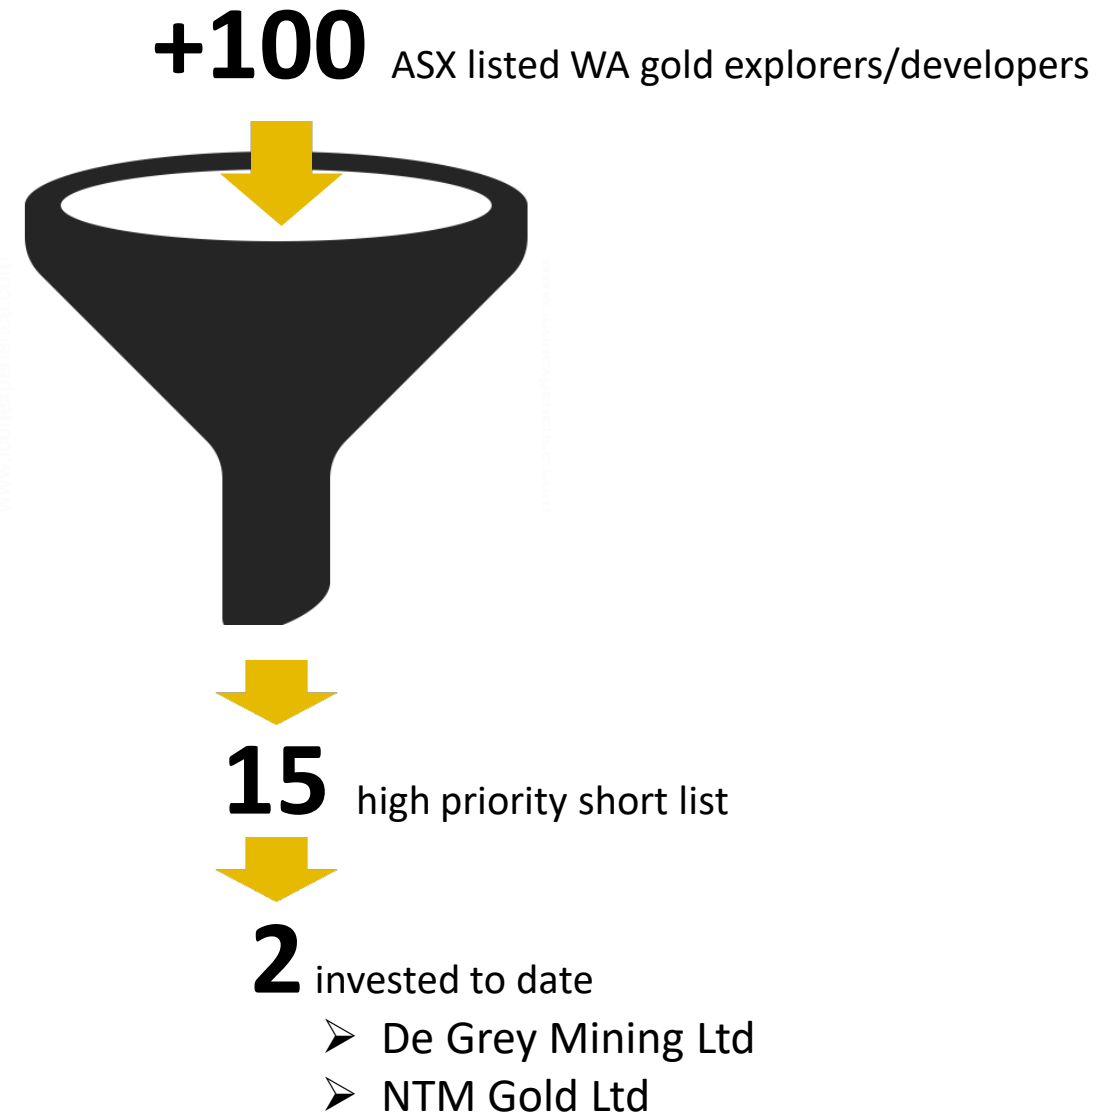 +100 ASX listed WA gold explorers/developers
15 high priority short list
2 invested to date
➢ De Grey Mining Ltd
➢ NTM Gold Ltd